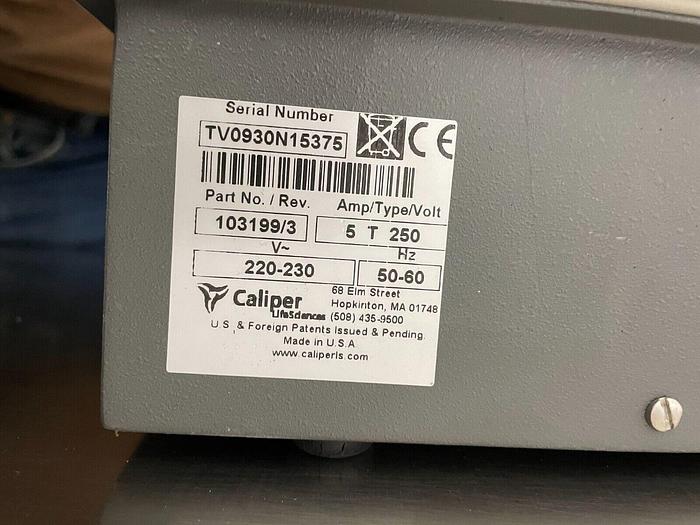 Serial Number
TV0930N15375
Part No. / Rev.
Amp/Type/Volt
103199/3
5 T 250
V~
Hz
220-230
50-60
Caliper
LifeSciences
68 Elm Street
Hopkinton, MA 01748
(508) 435-9500
U.S. & Foreign Patents Issued & Pending.
Made in U.S.A
www.caliperls.com
CE